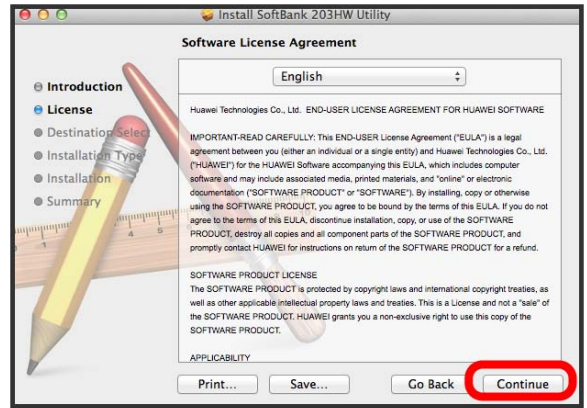 Install SoftBank 203HW Utility
Software License Agreement
Introduction
License
Destination Select
Installation Type
Installation
Summary
English
Huawei Technologies Co., Ltd. END-USER LICENSE AGREEMENT FOR HUAWEI SOFTWARE
IMPORTANT-READ CAREFULLY: This END-USER License Agreement ("EULA") is a legal
agreement between you (either an individual or a single entity) and Huawei Technologies Co., Ltd.
("HUAWEI") for the HUAWEI Software accompanying this EULA, which includes computer
software and may include associated media, printed materials, and "online" or electronic
documentation ("SOFTWARE PRODUCT" or "SOFTWARE"). By installing, copy or otherwise
using the SOFTWARE PRODUCT, you agree to be bound by the terms of this EULA. If you do not
agree to the terms of this EULA, discontinue installation, copy, or use of the SOFTWARE
PRODUCT, destroy all copies and all component parts of the SOFTWARE PRODUCT, and
promptly contact HUAWEI for instructions on return of the SOFTWARE PRODUCT for a refund.
SOFTWARE PRODUCT LICENSE
The SOFTWARE PRODUCT is protected by copyright laws and international copyright treaties, as
well as other applicable intellectual property laws and treaties. This is a License and not a "sale" of
the SOFTWARE PRODUCT. HUAWEI grants you a non-exclusive right to use this copy of the
SOFTWARE PRODUCT.
APPLICABILITY
Print...
Save...
Go Back
Continue